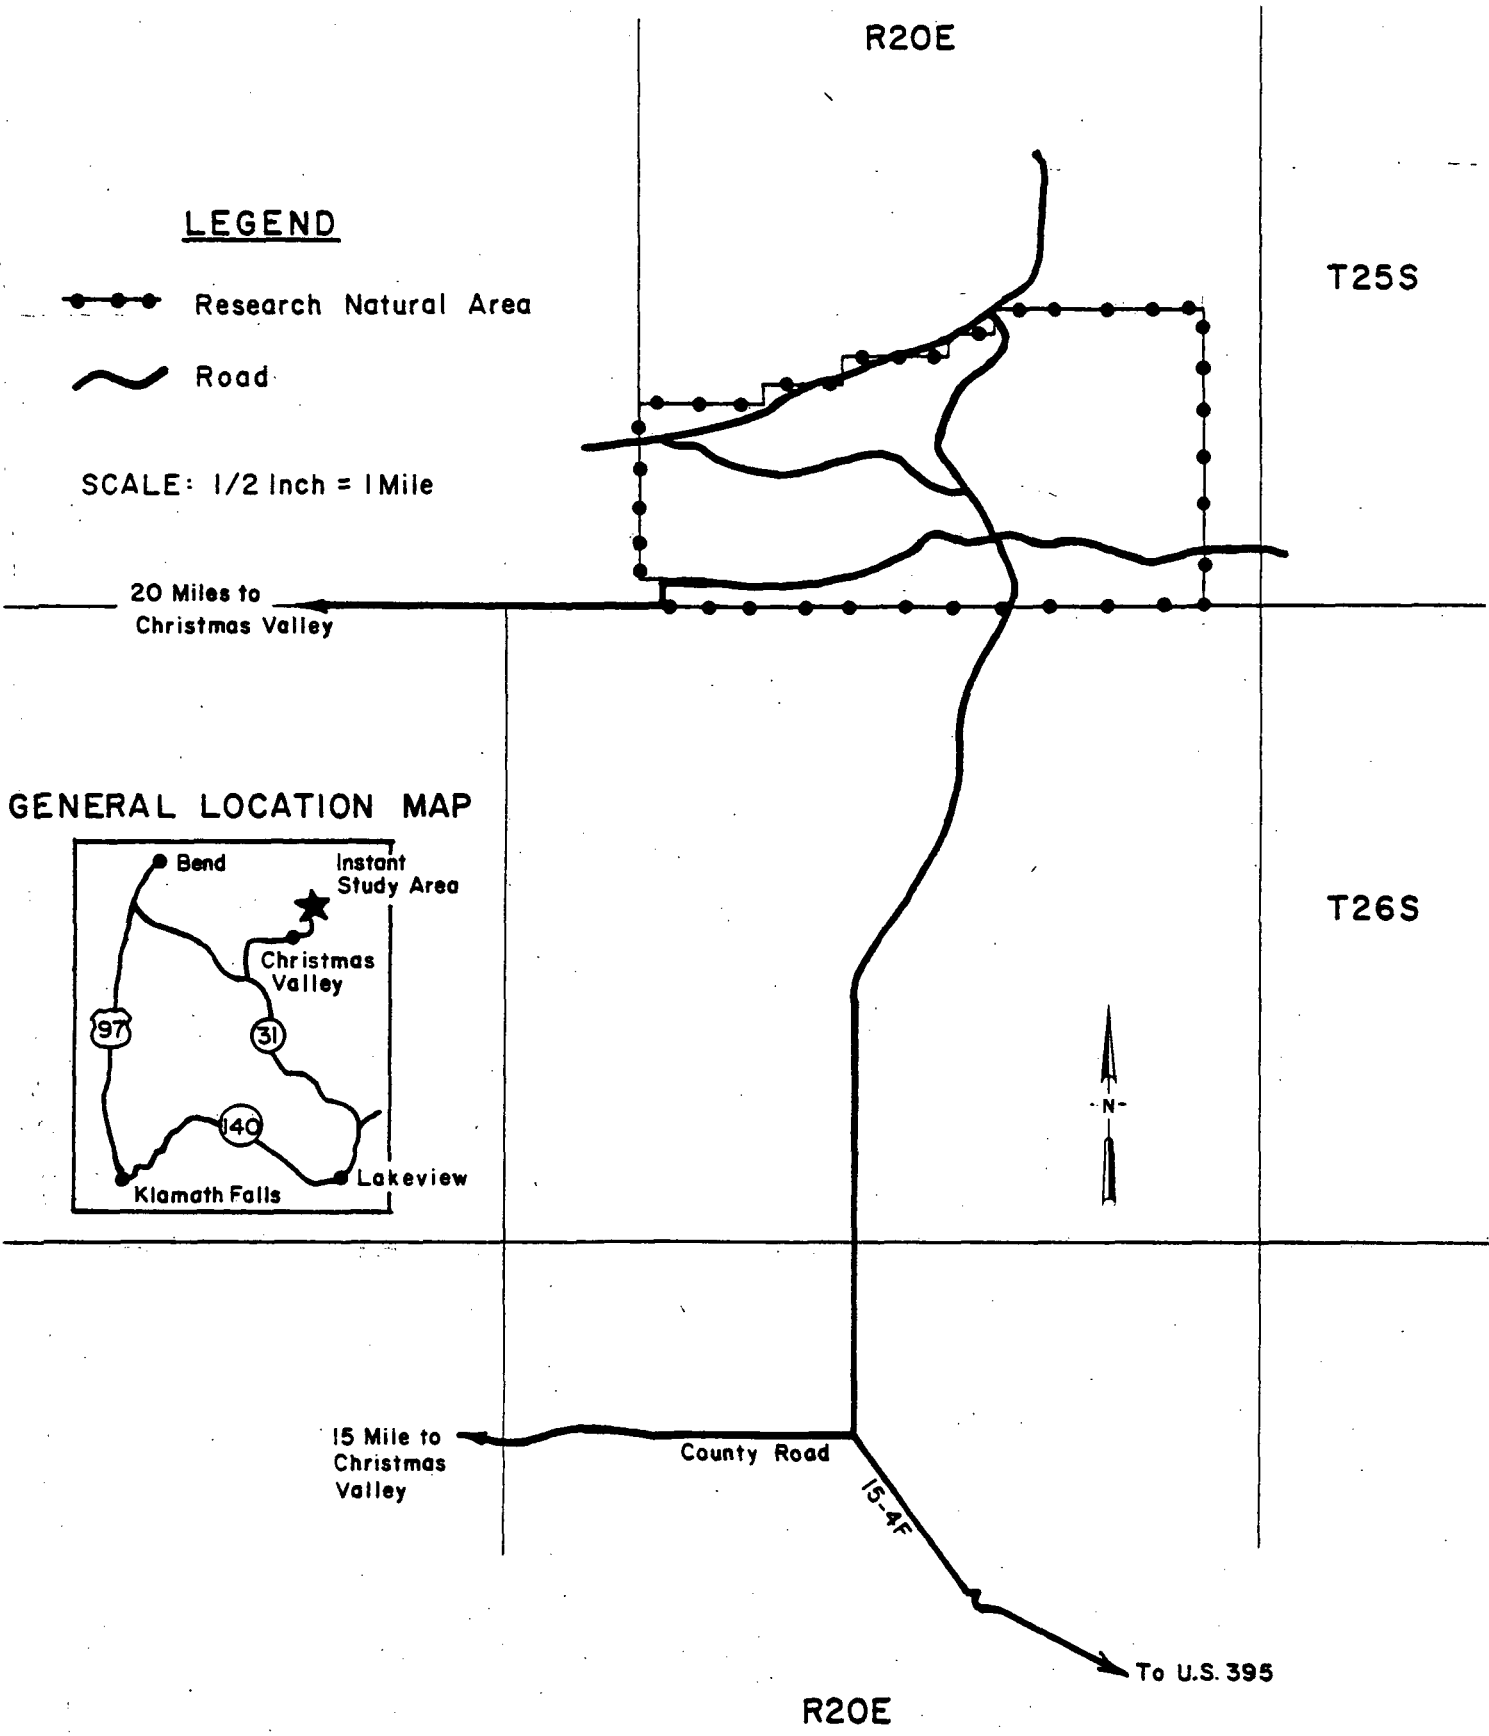 R20E
T25S
LEGEND
Research Natural Area
Road
SCALE: 1/2 Inch = 1 Mile
20 Miles to
Christmas Valley
GENERAL LOCATION MAP
Bend
Instant
Study Area
Christmas
Valley
97
31
140
Lakeview
Klamath Falls
T26S
N
15 Mile to
Christmas
Valley
County Road
15-4F
To U.S. 395
R20E